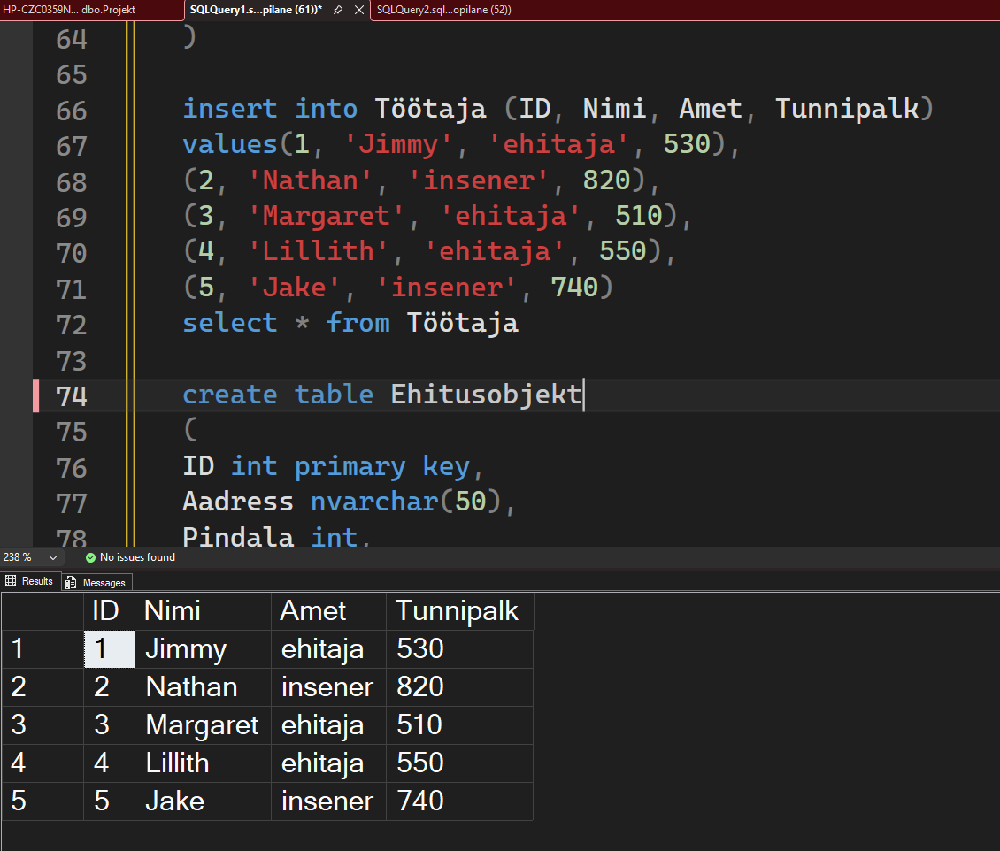 HP-CZC0359N... dbo.Projekt SQLQuery1.s...pilane (61))* SQLQuery2.sql...opilane (52))
64 )
65
66 insert into Töötaja (ID, Nimi, Amet, Tunnipalk)
67 values(1, 'Jimmy', 'ehitaja', 530),
68 (2, 'Nathan', 'insener', 820),
69 (3, 'Margaret', 'ehitaja', 510),
70 (4, 'Lillith', 'ehitaja', 550),
71 (5, 'Jake', 'insener', 740)
72 select * from Töötaja
73
74 create table Ehitusobjekt
75 (
76 ID int primary key,
77 Aadress nvarchar(50),
78 Pindala int,
238 % No issues found
Results Messages
ID Nimi Amet Tunnipalk
1 1 Jimmy ehitaja 530
2 2 Nathan insener 820
3 3 Margaret ehitaja 510
4 4 Lillith ehitaja 550
5 5 Jake insener 740